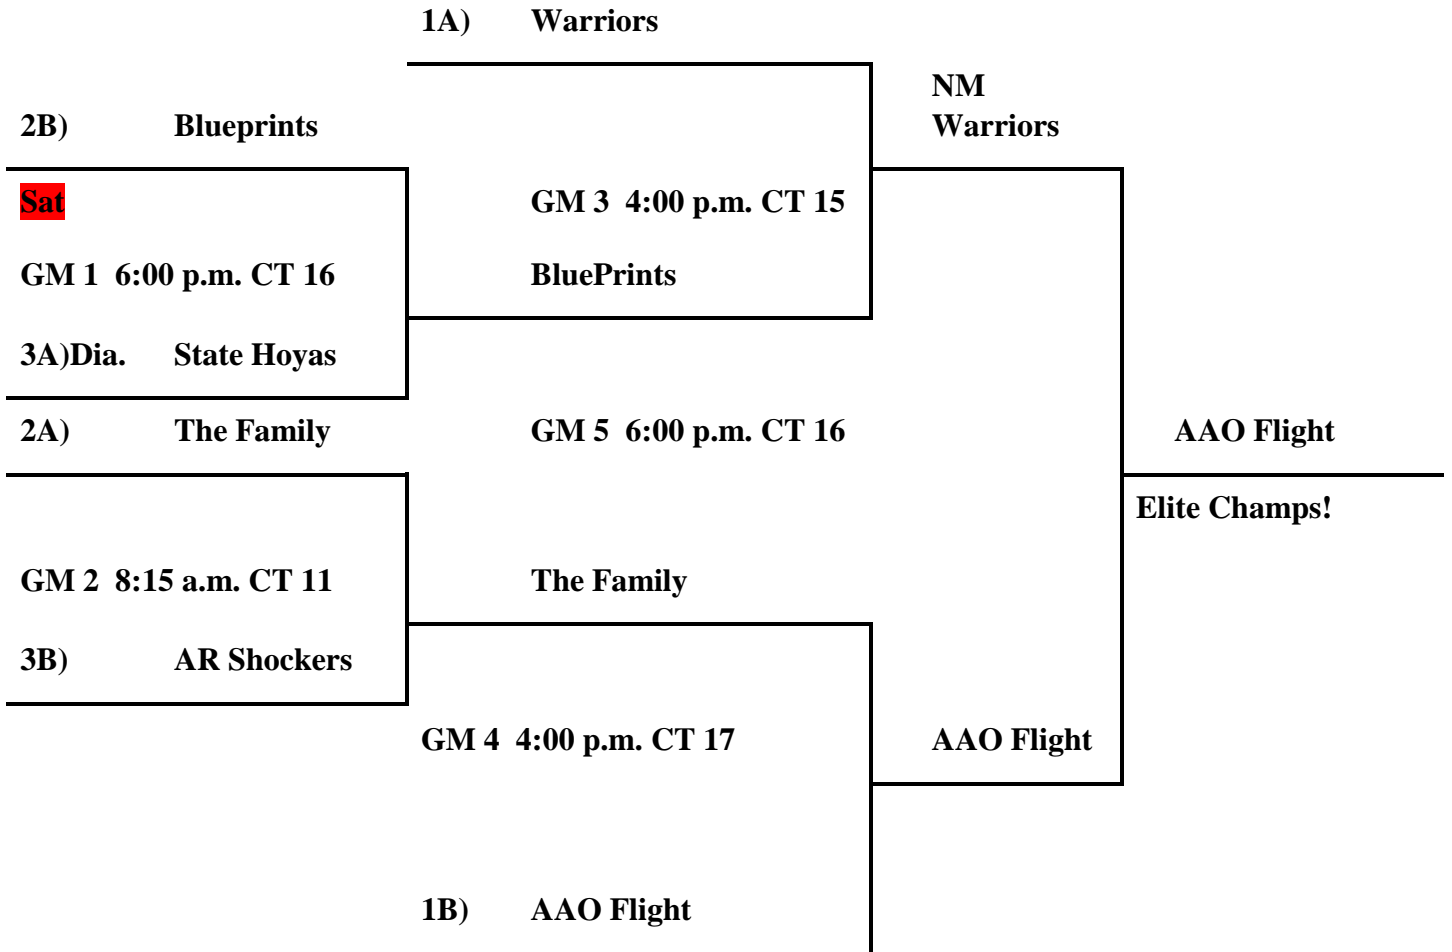 1A) Warriors
NM
2B) Blueprints Warriors
Sat GM 3 4:00 p.m. CT 15
GM 1 6:00 p.m. CT 16 BluePrints
3A)Dia. State Hoyas
2A) The Family GM 5 6:00 p.m. CT 16 AAO Flight
Elite Champs!
GM 2 8:15 a.m. CT 11 The Family
3B) AR Shockers
GM 4 4:00 p.m. CT 17 AAO Flight
1B) AAO Flight